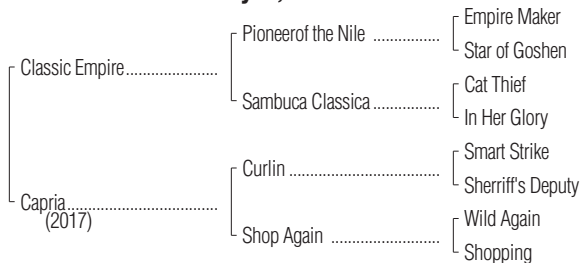 Empire Maker
Pioneerof the Nile ................
Star of Goshen
Classic Empire......................
Cat Thief
Sambuca Classica ................
In Her Glory
Smart Strike
Curlin ....................................
Sherriff's Deputy
Capria....................................
(2017)
Wild Again
Shop Again ..........................
Shopping